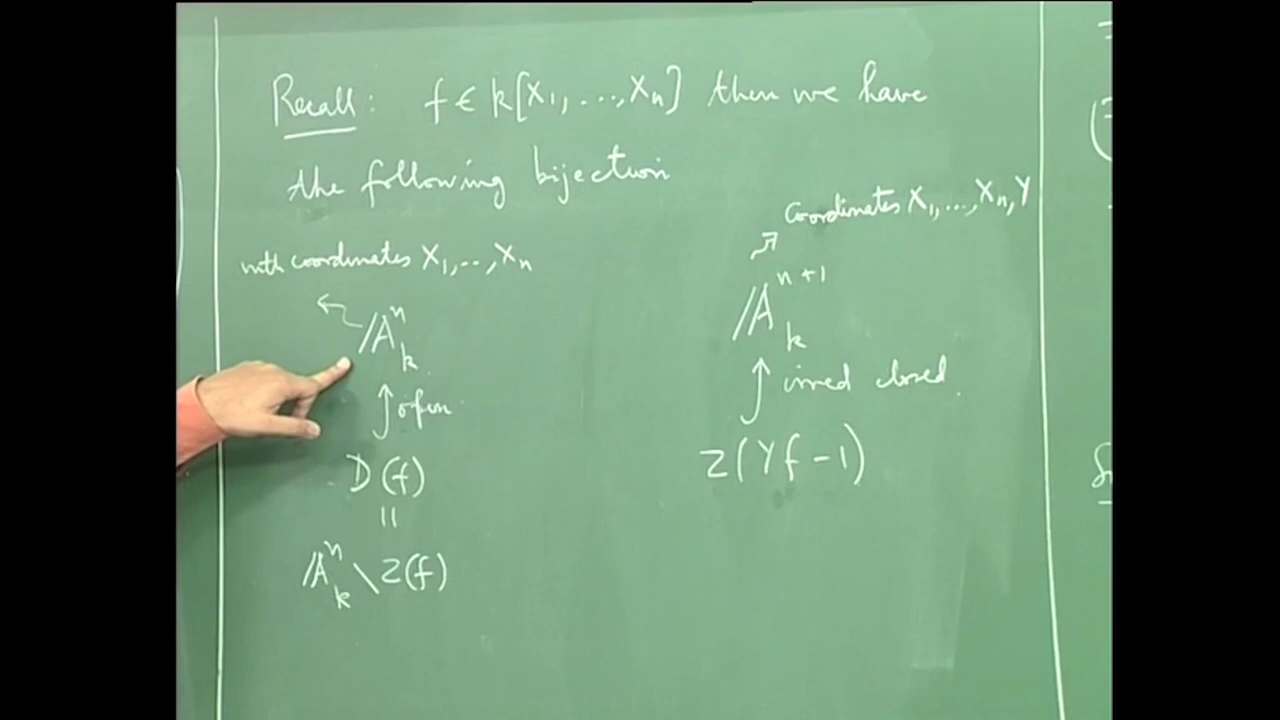 Recall: f ∈ k[X₁, ..., Xₙ] then we have
the following bijection
coordinates X₁, ..., Xₙ, Y
with coordinates X₁, .., Xₙ
𝔸ⁿₖ
𝔸ⁿ⁺¹ₖ
open
irred closed.
D(f)
Z(Yf-1)
||
𝔸ⁿₖ \ Z(f)